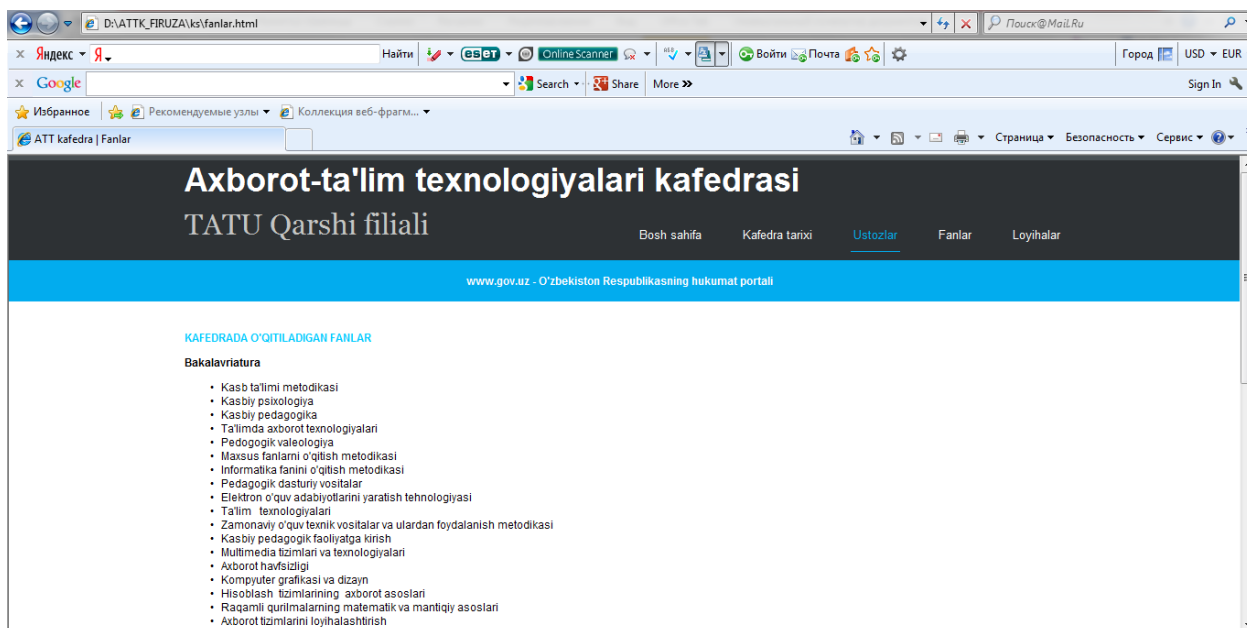 D:\ATTK_FIRUZA\ks\fanlar.html
Поиск@Mail.Ru
x Яндекс Я Найти eset Online Scanner Войти Почта Город USD EUR
x Google Search Share More » Sign In
Избранное Рекомендуемые узлы Коллекция веб-фрагм...
ATT kafedra | Fanlar Страница Безопасность Сервис
Axborot-ta'lim texnologiyalari kafedrasi
TATU Qarshi filiali
Bosh sahifa Kafedra tarixi Ustozlar Fanlar Loyihalar
www.gov.uz - O'zbekiston Respublikasning hukumat portali
KAFEDRADA O'QITILADIGAN FANLAR
Bakalavriatura
• Kasb ta'limi metodikasi
• Kasbiy psixologiya
• Kasbiy pedagogika
• Ta'limda axborot texnologiyalari
• Pedogogik valeologiya
• Maxsus fanlarni o'qitish metodikasi
• Informatika fanini o'qitish metodikasi
• Pedagogik dasturiy vositalar
• Elektron o'quv adabiyotlarini yaratish tehnologiyasi
• Ta'lim texnologiyalari
• Zamonaviy o'quv texnik vositalar va ulardan foydalanish metodikasi
• Kasbiy pedagogik faoliyatga kirish
• Multimedia tizimlari va texnologiyalari
• Axborot havfsizligi
• Kompyuter grafikasi va dizayn
• Hisoblash tizimlarining axborot asoslari
• Raqamli qurilmalarning matematik va mantiqiy asoslari
• Axborot tizimlarini loyihalashtirish